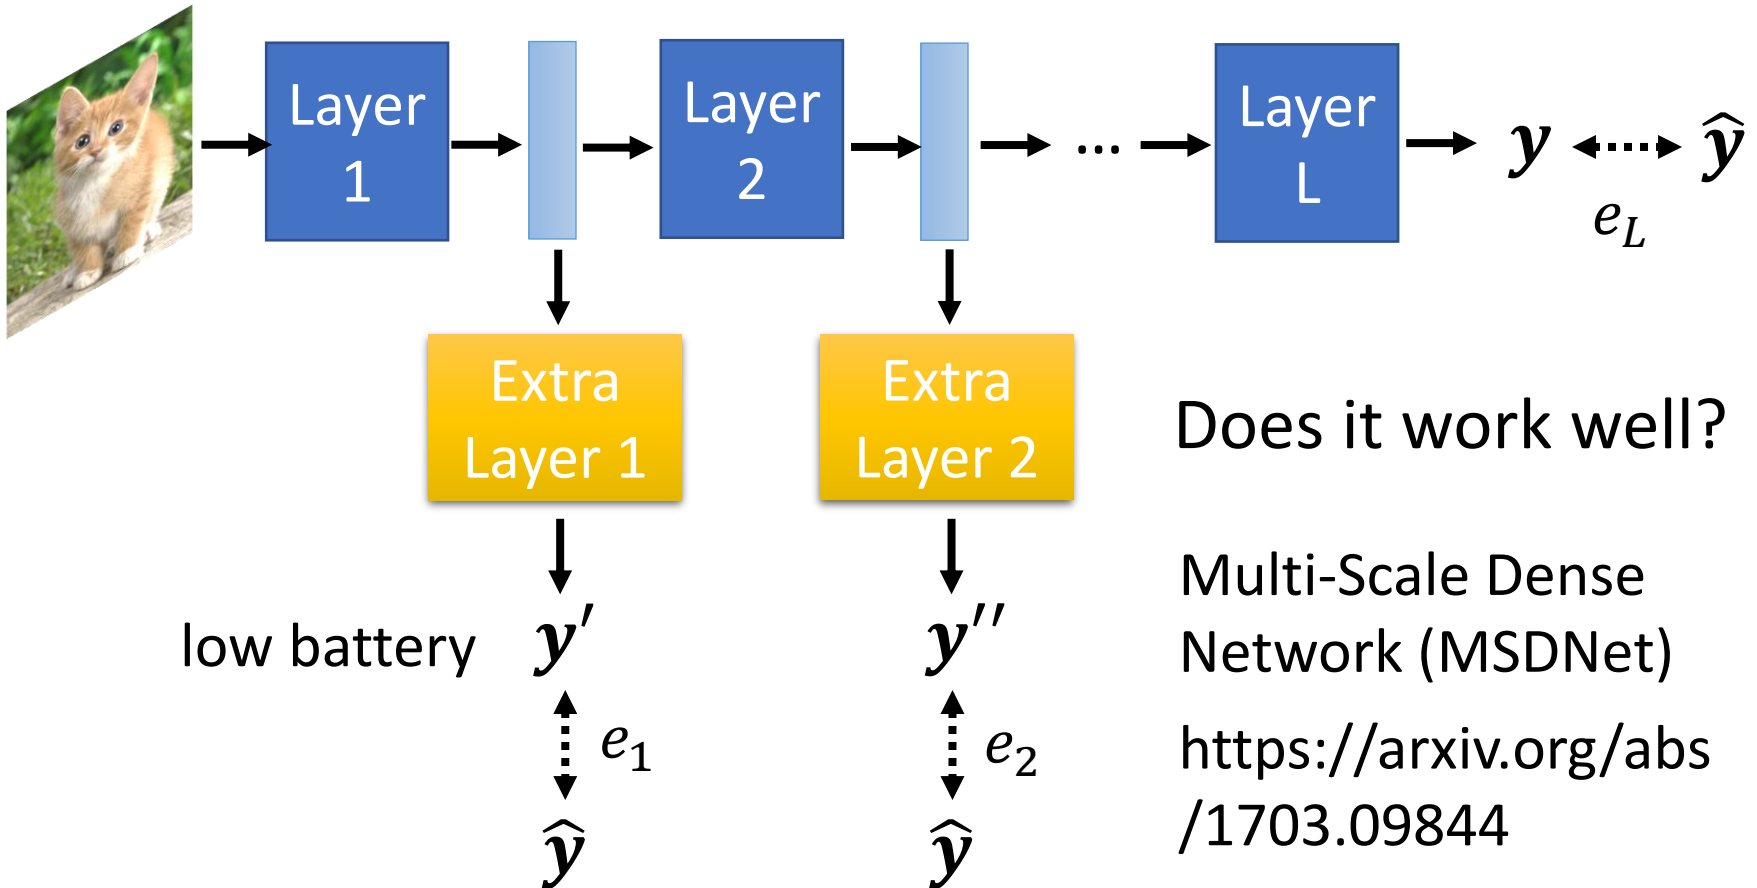 Layer
1
Layer
2
...
Layer
L
y
ŷ
e_L
Extra
Layer 1
Extra
Layer 2
Does it work well?
low battery
y′
y′′
e_1
e_2
ŷ
ŷ
Multi-Scale Dense
Network (MSDNet)
https://arxiv.org/abs
/1703.09844